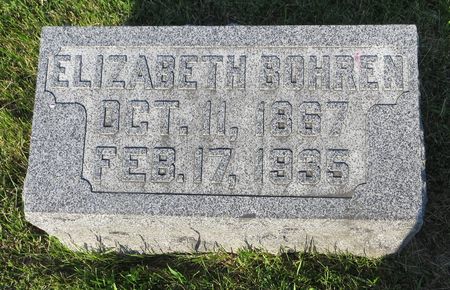 ELIZABETH BOHREN
OCT. 11, 1867
FEB. 17, 1935